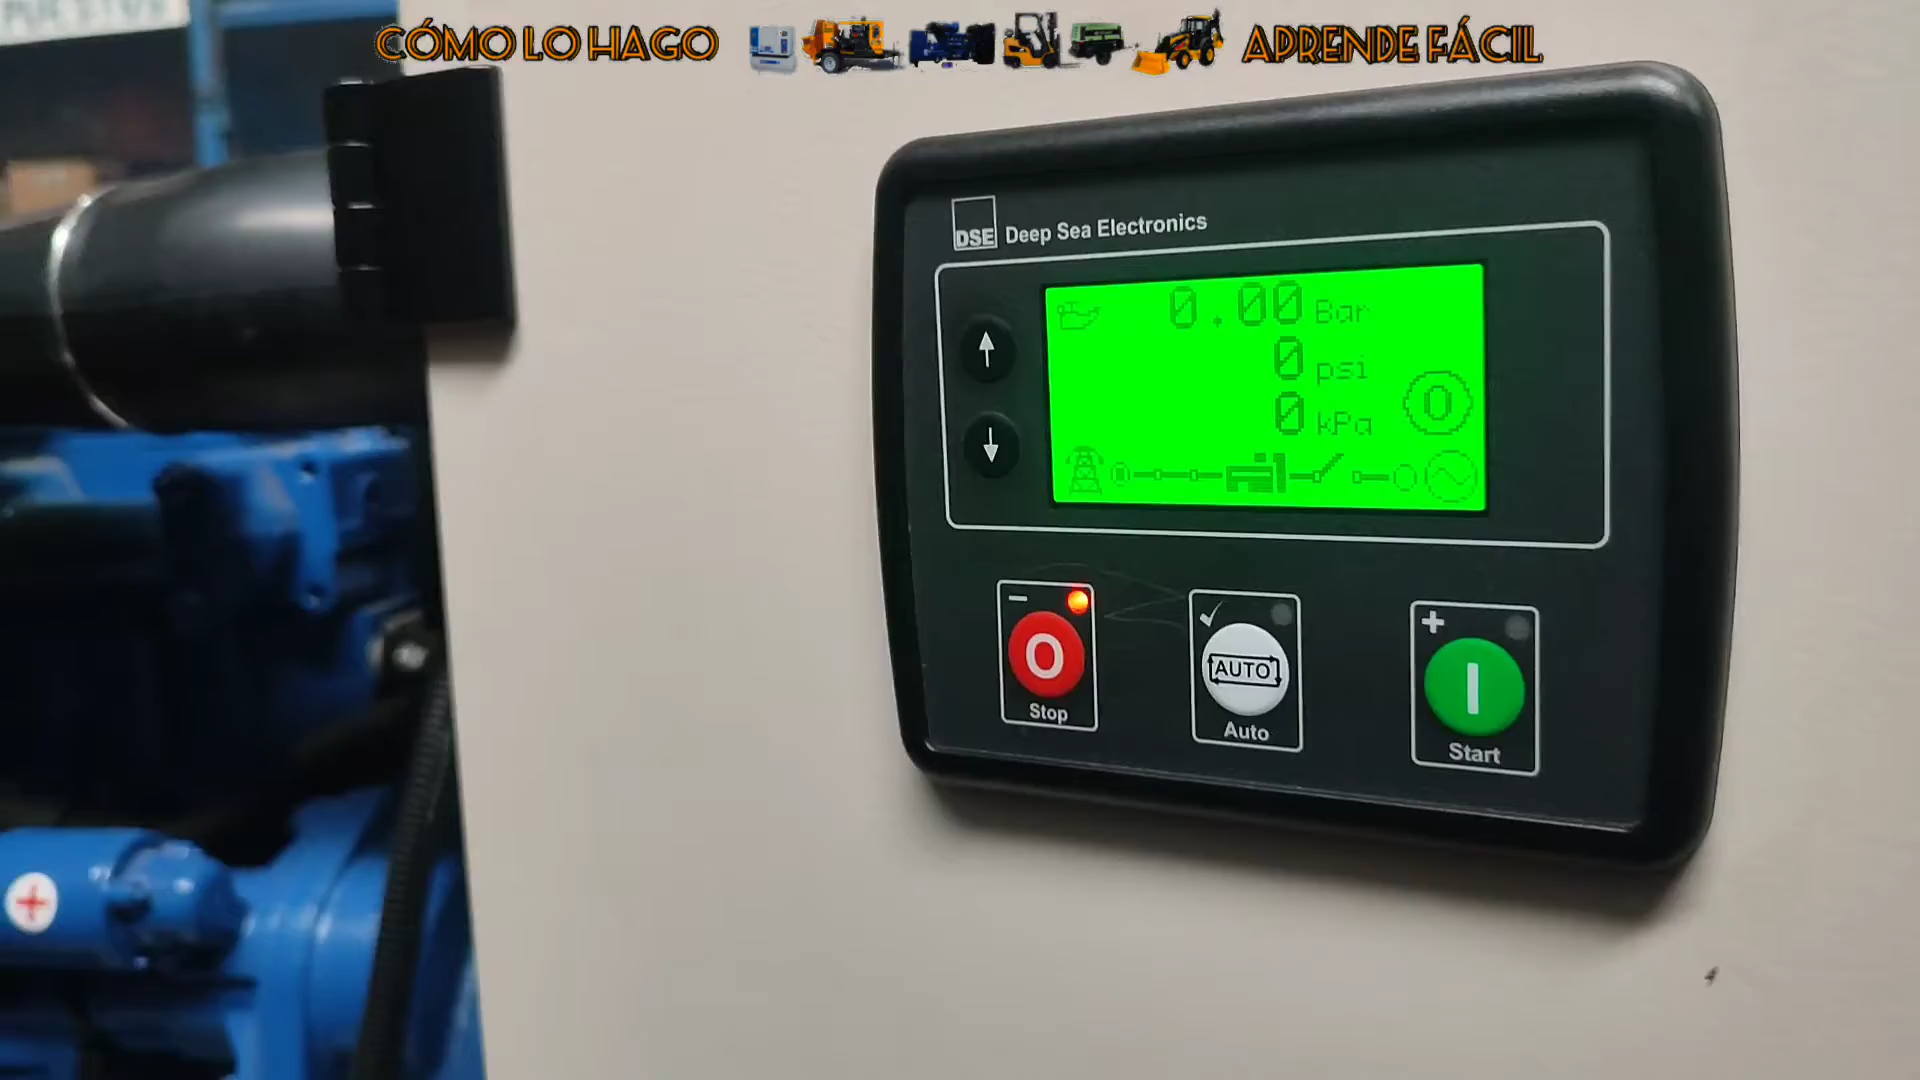 CÓMO LO HAGO APRENDE FÁCIL
DSE Deep Sea Electronics
0.00 Bar
0 psi
0 kPa
O
− O Stop
✓ AUTO Auto
+ I Start